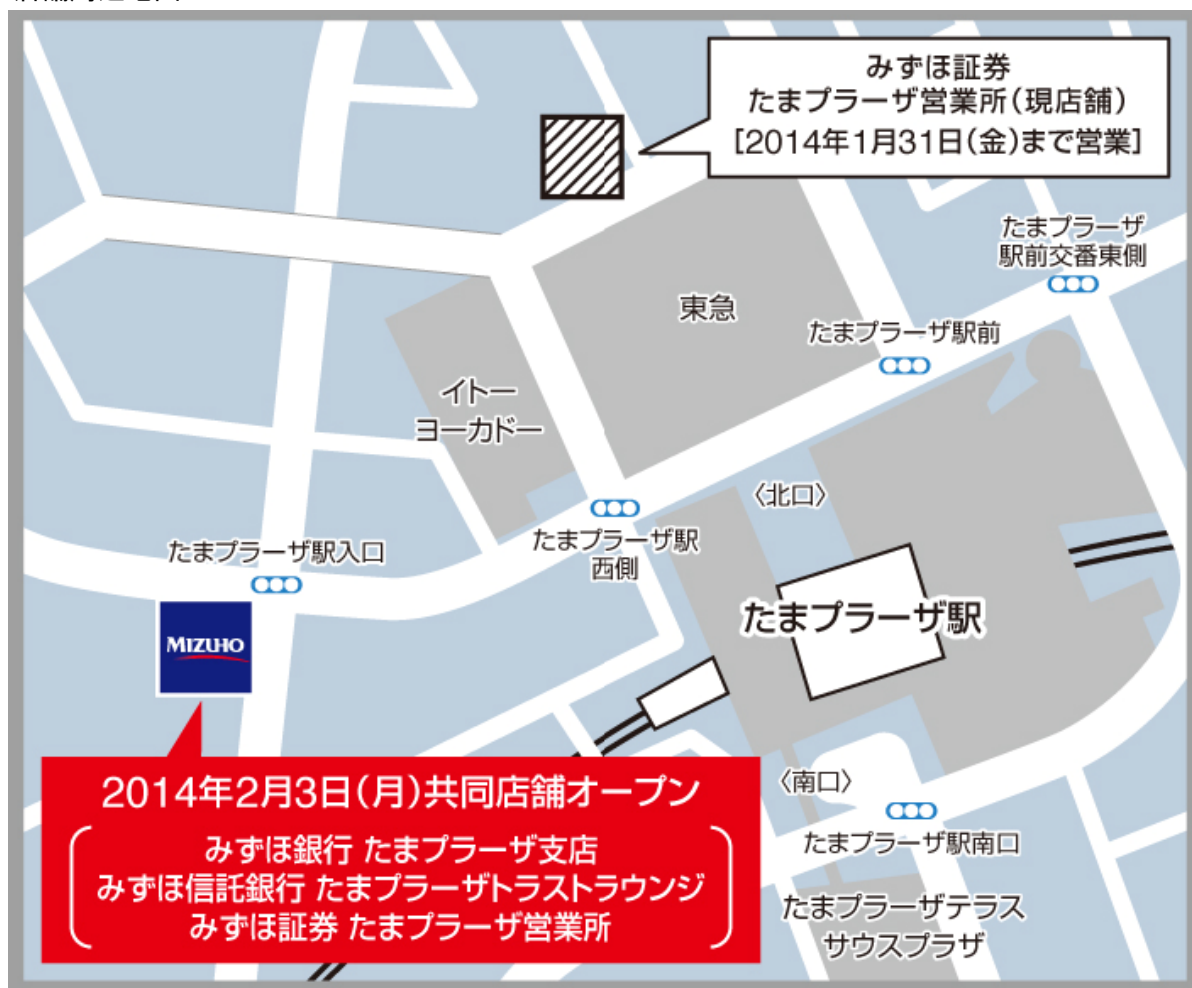 みずほ証券
たまプラーザ営業所（現店舗）
[2014年1月31日（金）まで営業]
たまプラーザ
駅前交番東側
東急
たまプラーザ駅前
イトー
ヨーカドー
〈北口〉
たまプラーザ駅
西側
たまプラーザ駅入口
たまプラーザ駅
MIZUHO
2014年2月3日（月）共同店舗オープン
みずほ銀行 たまプラーザ支店
みずほ信託銀行 たまプラーザトラストラウンジ
みずほ証券 たまプラーザ営業所
〈南口〉
たまプラーザ駅南口
たまプラーザテラス
サウスプラザ